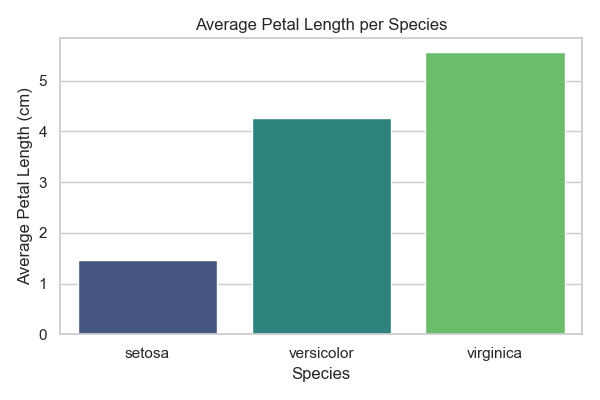 Average Petal Length per Species
Average Petal Length (cm)
5
4
3
2
1
0
setosa versicolor virginica
Species